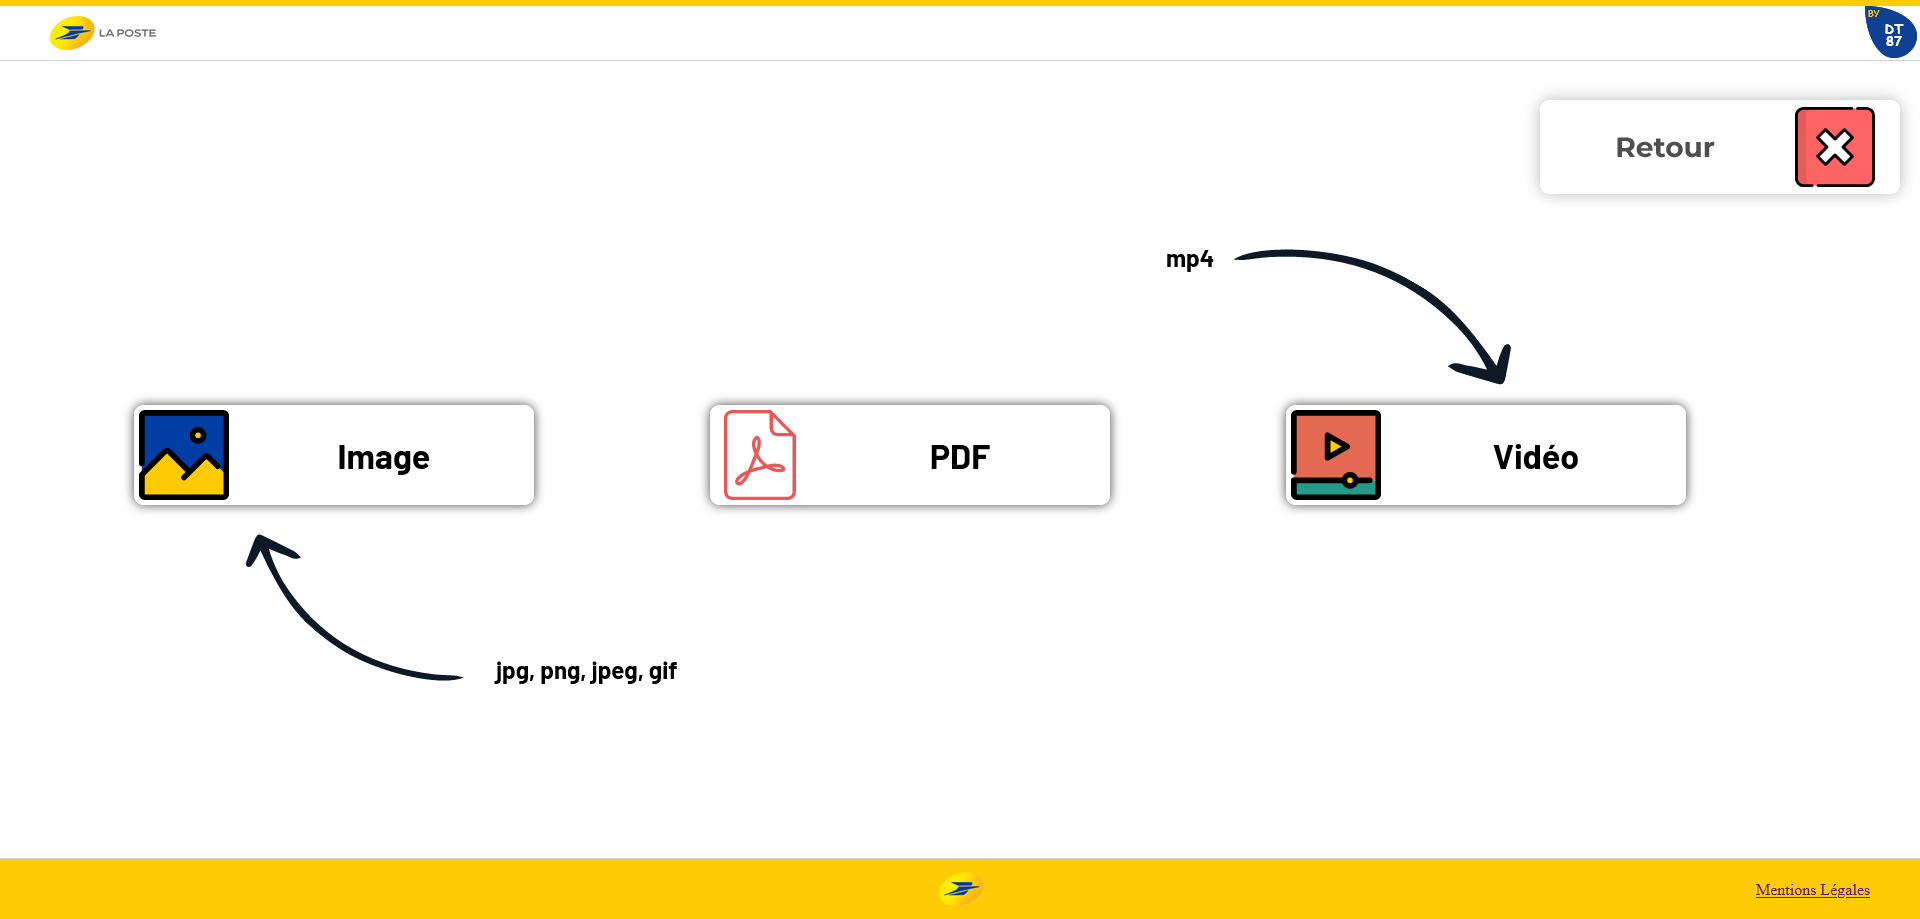 LA POSTE
BY
DT
87
Retour
mp4
Image
PDF
Vidéo
jpg, png, jpeg, gif
Mentions Légales